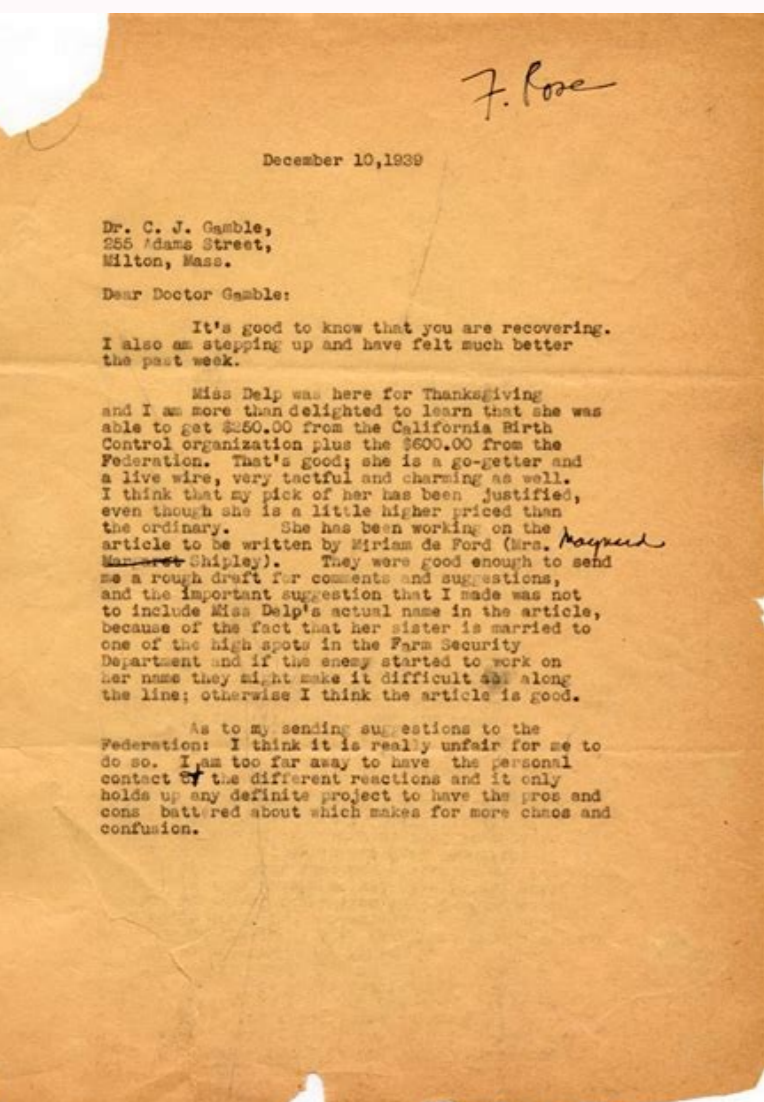 F. Rose
December 10,1939
Dr. C. J. Gamble,
255 Adams Street,
Milton, Mass.
Dear Doctor Gamble:
It's good to know that you are recovering.
I also am stepping up and have felt much better
the past week.
Miss Delp was here for Thanksgiving
and I am more than delighted to learn that she was
able to get $250.00 from the California Birth
Control organization plus the $600.00 from the
Federation. That's good; she is a go-getter and
a live wire, very tactful and charming as well.
I think that my pick of her has been justified,
even though she is a little higher priced than
the ordinary. She has been working on the
article to be written by Miriam de Ford (Mrs. Maynard
Margaret Shipley). They were good enough to send
me a rough draft for comments and suggestions,
and the important suggestion that I made was not
to include Miss Delp's actual name in the article,
because of the fact that her sister is married to
one of the high spots in the Farm Security
Department and if the enemy started to work on
her name they might make it difficult along
the line; otherwise I think the article is good.
As to my sending suggestions to the
Federation: I think it is really unfair for me to
do so. I am too far away to have the personal
contact of the different reactions and it only
holds up any definite project to have the pros and
cons battered about which makes for more chaos and
confusion.